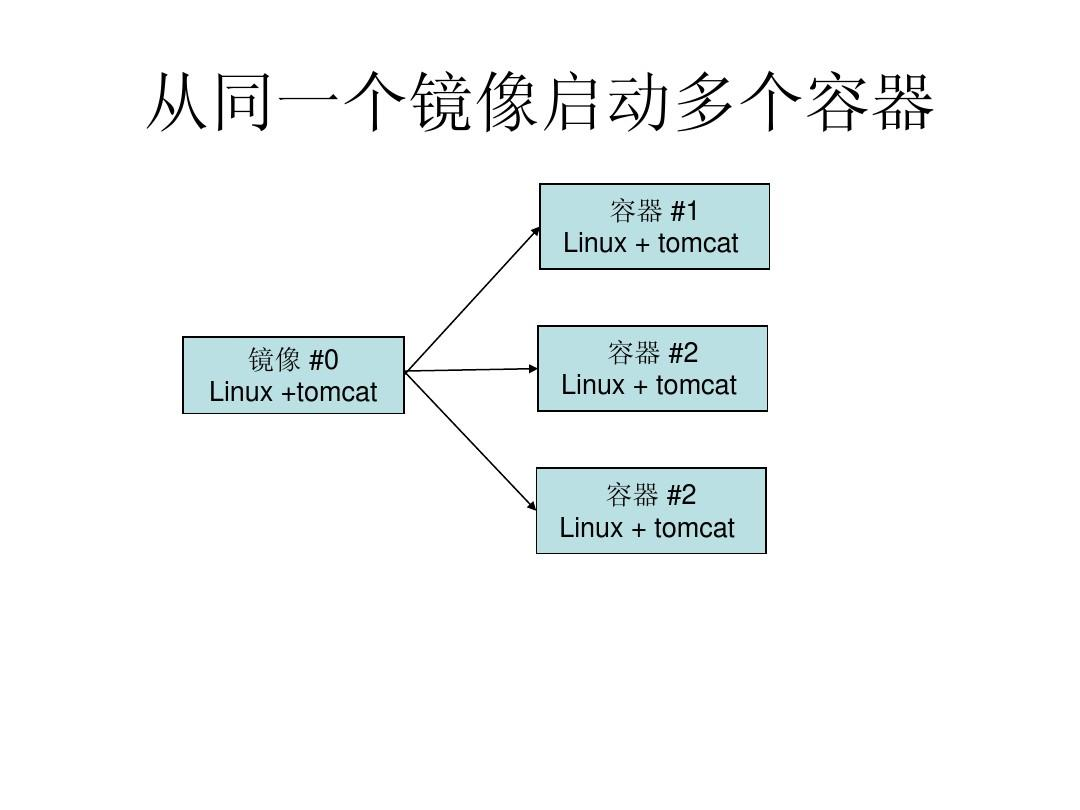 从同一个镜像启动多个容器
容器 #1
Linux + tomcat
镜像 #0
Linux +tomcat
容器 #2
Linux + tomcat
容器 #2
Linux + tomcat